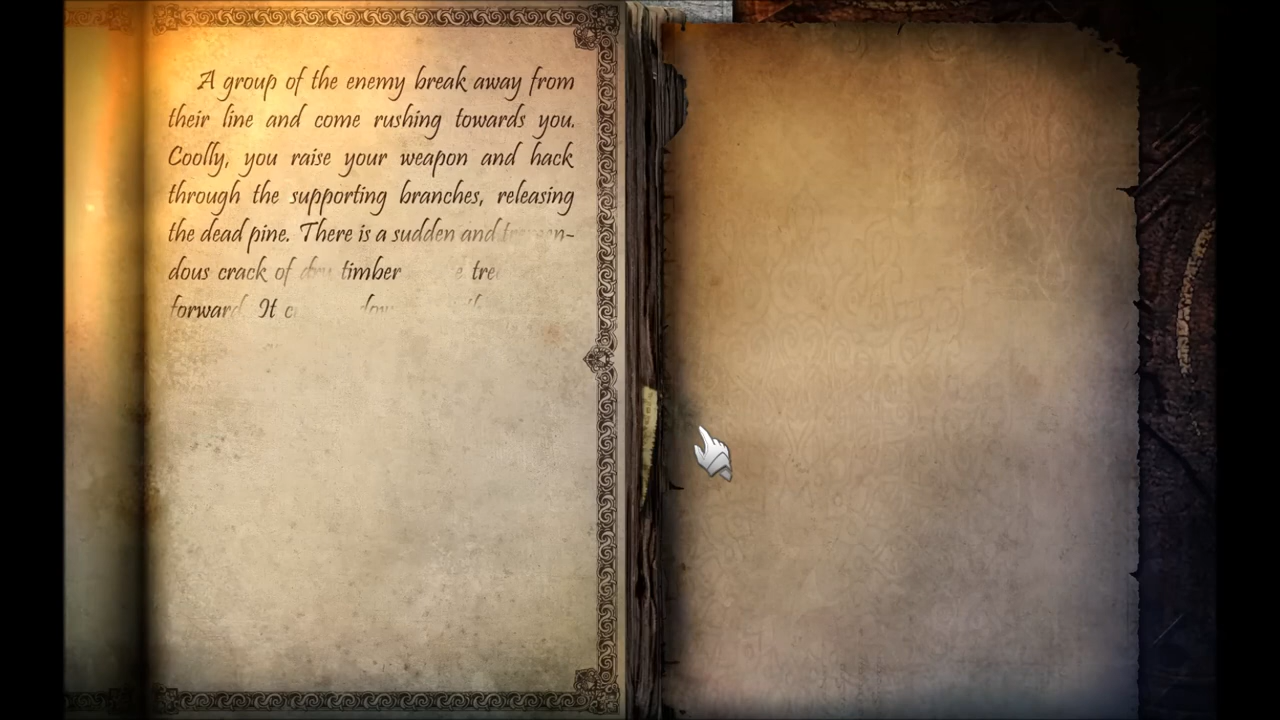 A group of the enemy break away from
their line and come rushing towards you.
Coolly, you raise your weapon and hack
through the supporting branches, releasing
the dead pine. There is a sudden and
dous crack of dry timber
forward. It